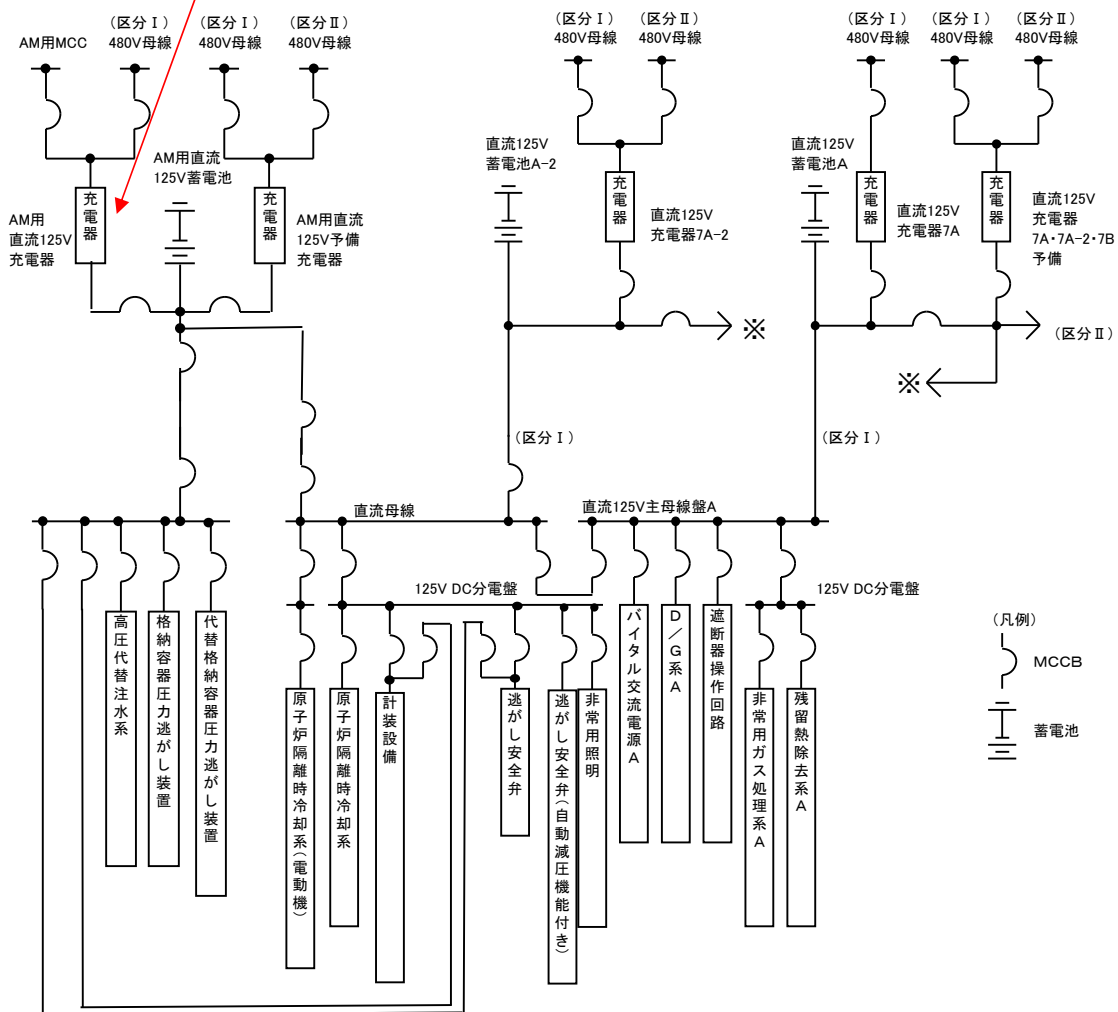 AM用MCC
(区分Ⅰ)
480V母線
(区分Ⅰ)
480V母線
(区分Ⅱ)
480V母線
(区分Ⅰ)
480V母線
(区分Ⅱ)
480V母線
(区分Ⅰ)
480V母線
(区分Ⅰ)
480V母線
(区分Ⅱ)
480V母線
AM用
直流125V
充電器
充電器
AM用直流
125V蓄電池
充電器
AM用直流
125V予備
充電器
直流125V
蓄電池A-2
充電器
直流125V
充電器7A-2
直流125V
蓄電池A
充電器
直流125V
充電器7A
充電器
直流125V
充電器
7A・7A-2・7B
予備
※
(区分Ⅱ)
※
(区分Ⅰ)
(区分Ⅰ)
直流母線
直流125V主母線盤A
125V DC分電盤
125V DC分電盤
高圧代替注水系
格納容器圧力逃がし装置
代替格納容器圧力逃がし装置
原子炉隔離時冷却系(電動機)
原子炉隔離時冷却系
計装設備
逃がし安全弁
逃がし安全弁(自動減圧機能付き)
非常用照明
バイタル交流電源A
D/G系A
遮断器操作回路
非常用ガス処理系A
残留熱除去系A
(凡例)
MCCB
蓄電池